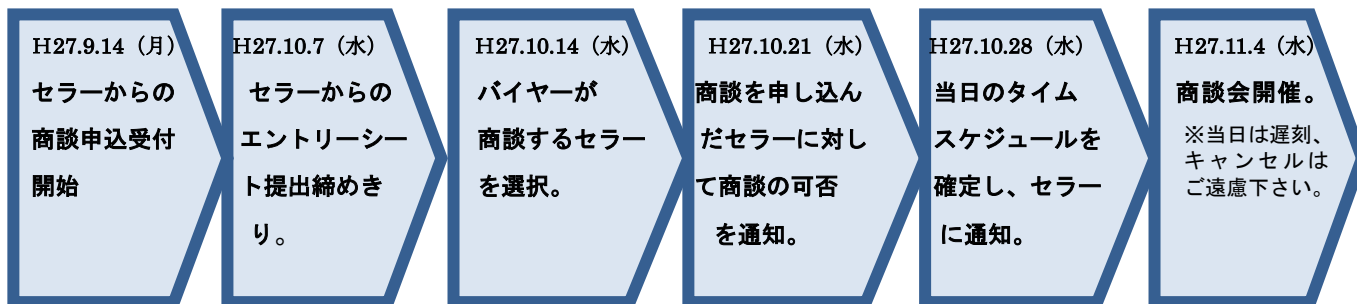 H27.9.14（月）
セラーからの
商談申込受付
開始
H27.10.7（水）
セラーからの
エントリーシー
ト提出締めき
り。
H27.10.14（水）
バイヤーが
商談するセラー
を選択。
H27.10.21（水）
商談を申し込ん
だセラーに対し
て商談の可否
を通知。
H27.10.28（水）
当日のタイム
スケジュールを
確定し、セラー
に通知。
H27.11.4（水）
商談会開催。
※当日は遅刻、
キャンセルは
ご遠慮下さい。